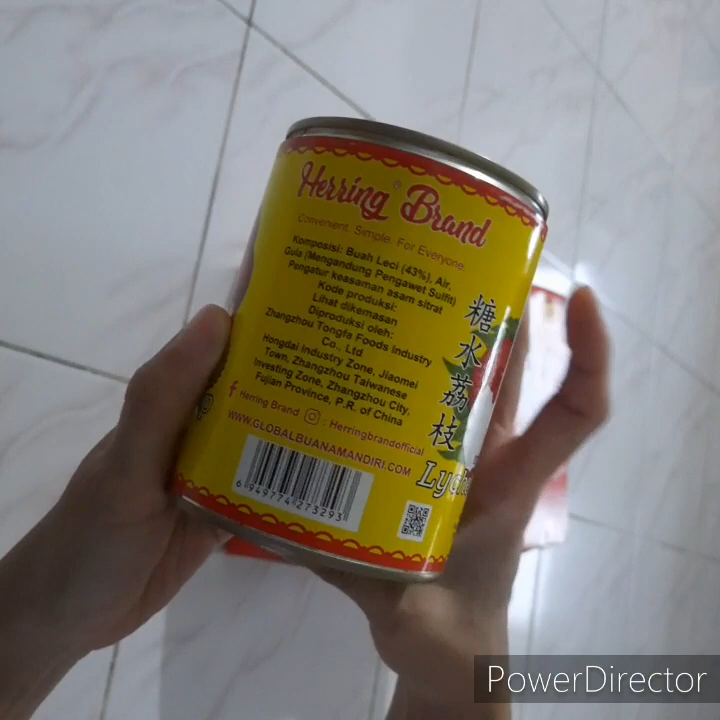 Herring® Brand
Convenient. Simple. For Everyone.
Komposisi: Buah Leci (43%), Air,
Gula (Mengandung Pengawet Sulfit)
Pengatur keasaman asam sitrat
Kode produksi:
Lihat dikemasan
Diproduksi oleh:
Zhangzhou Tongfa Foods Industry
Co., Ltd
Hongdai Industry Zone, Jiaomei
Town, Zhangzhou Taiwanese
Investing Zone, Zhangzhou City,
Fujian Province, P.R. of China
f Herring Brand : Herringbrandofficial
WWW.GLOBALBUANAMANDIRI.COM
6 949774 273293
糖水荔枝
PowerDirector